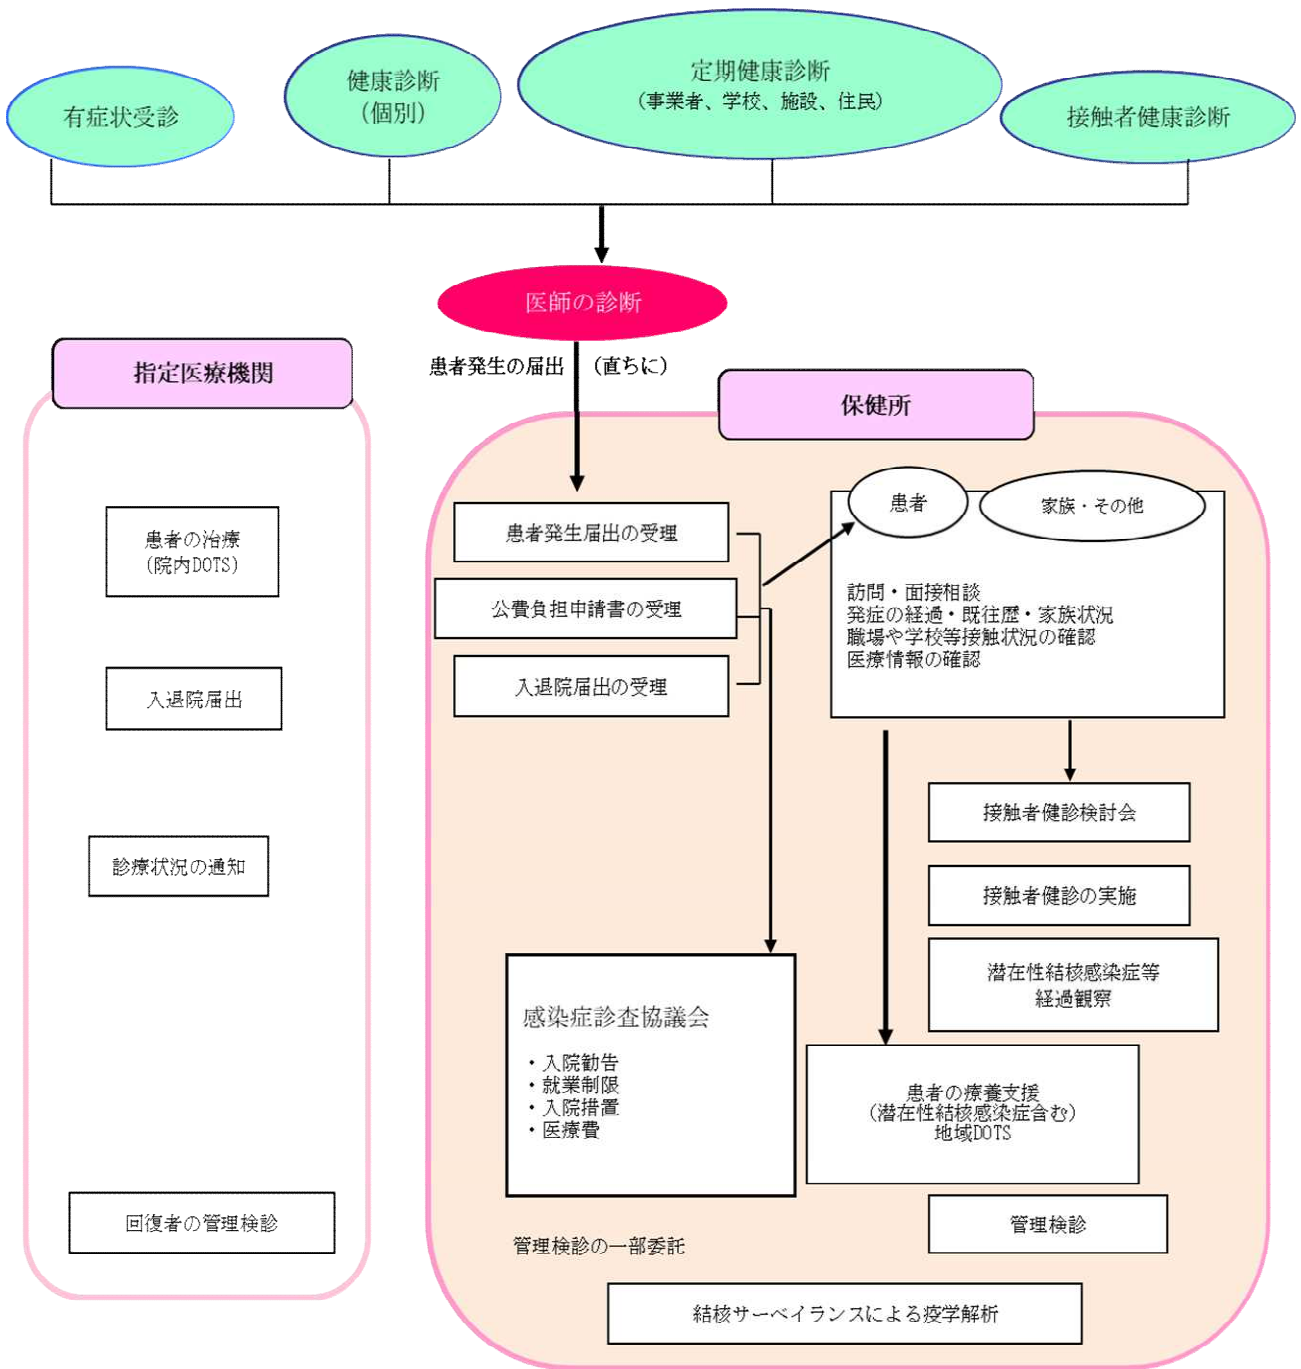 有症状受診
健康診断
(個別)
定期健康診断
(事業者、学校、施設、住民)
接触者健康診断
医師の診断
患者発生の届出 (直ちに)
指定医療機関
患者の治療
(院内DOTS)
入退院届出
診療状況の通知
回復者の管理検診
保健所
患者発生届出の受理
公費負担申請書の受理
入退院届出の受理
患者
家族・その他
訪問・面接相談
発症の経過・既往歴・家族状況
職場や学校等接触状況の確認
医療情報の確認
接触者健診検討会
接触者健診の実施
潜在性結核感染症等
経過観察
感染症診査協議会
・入院勧告
・就業制限
・入院措置
・医療費
患者の療養支援
(潜在性結核感染症含む)
地域DOTS
管理検診
管理検診の一部委託
結核サーベイランスによる疫学解析